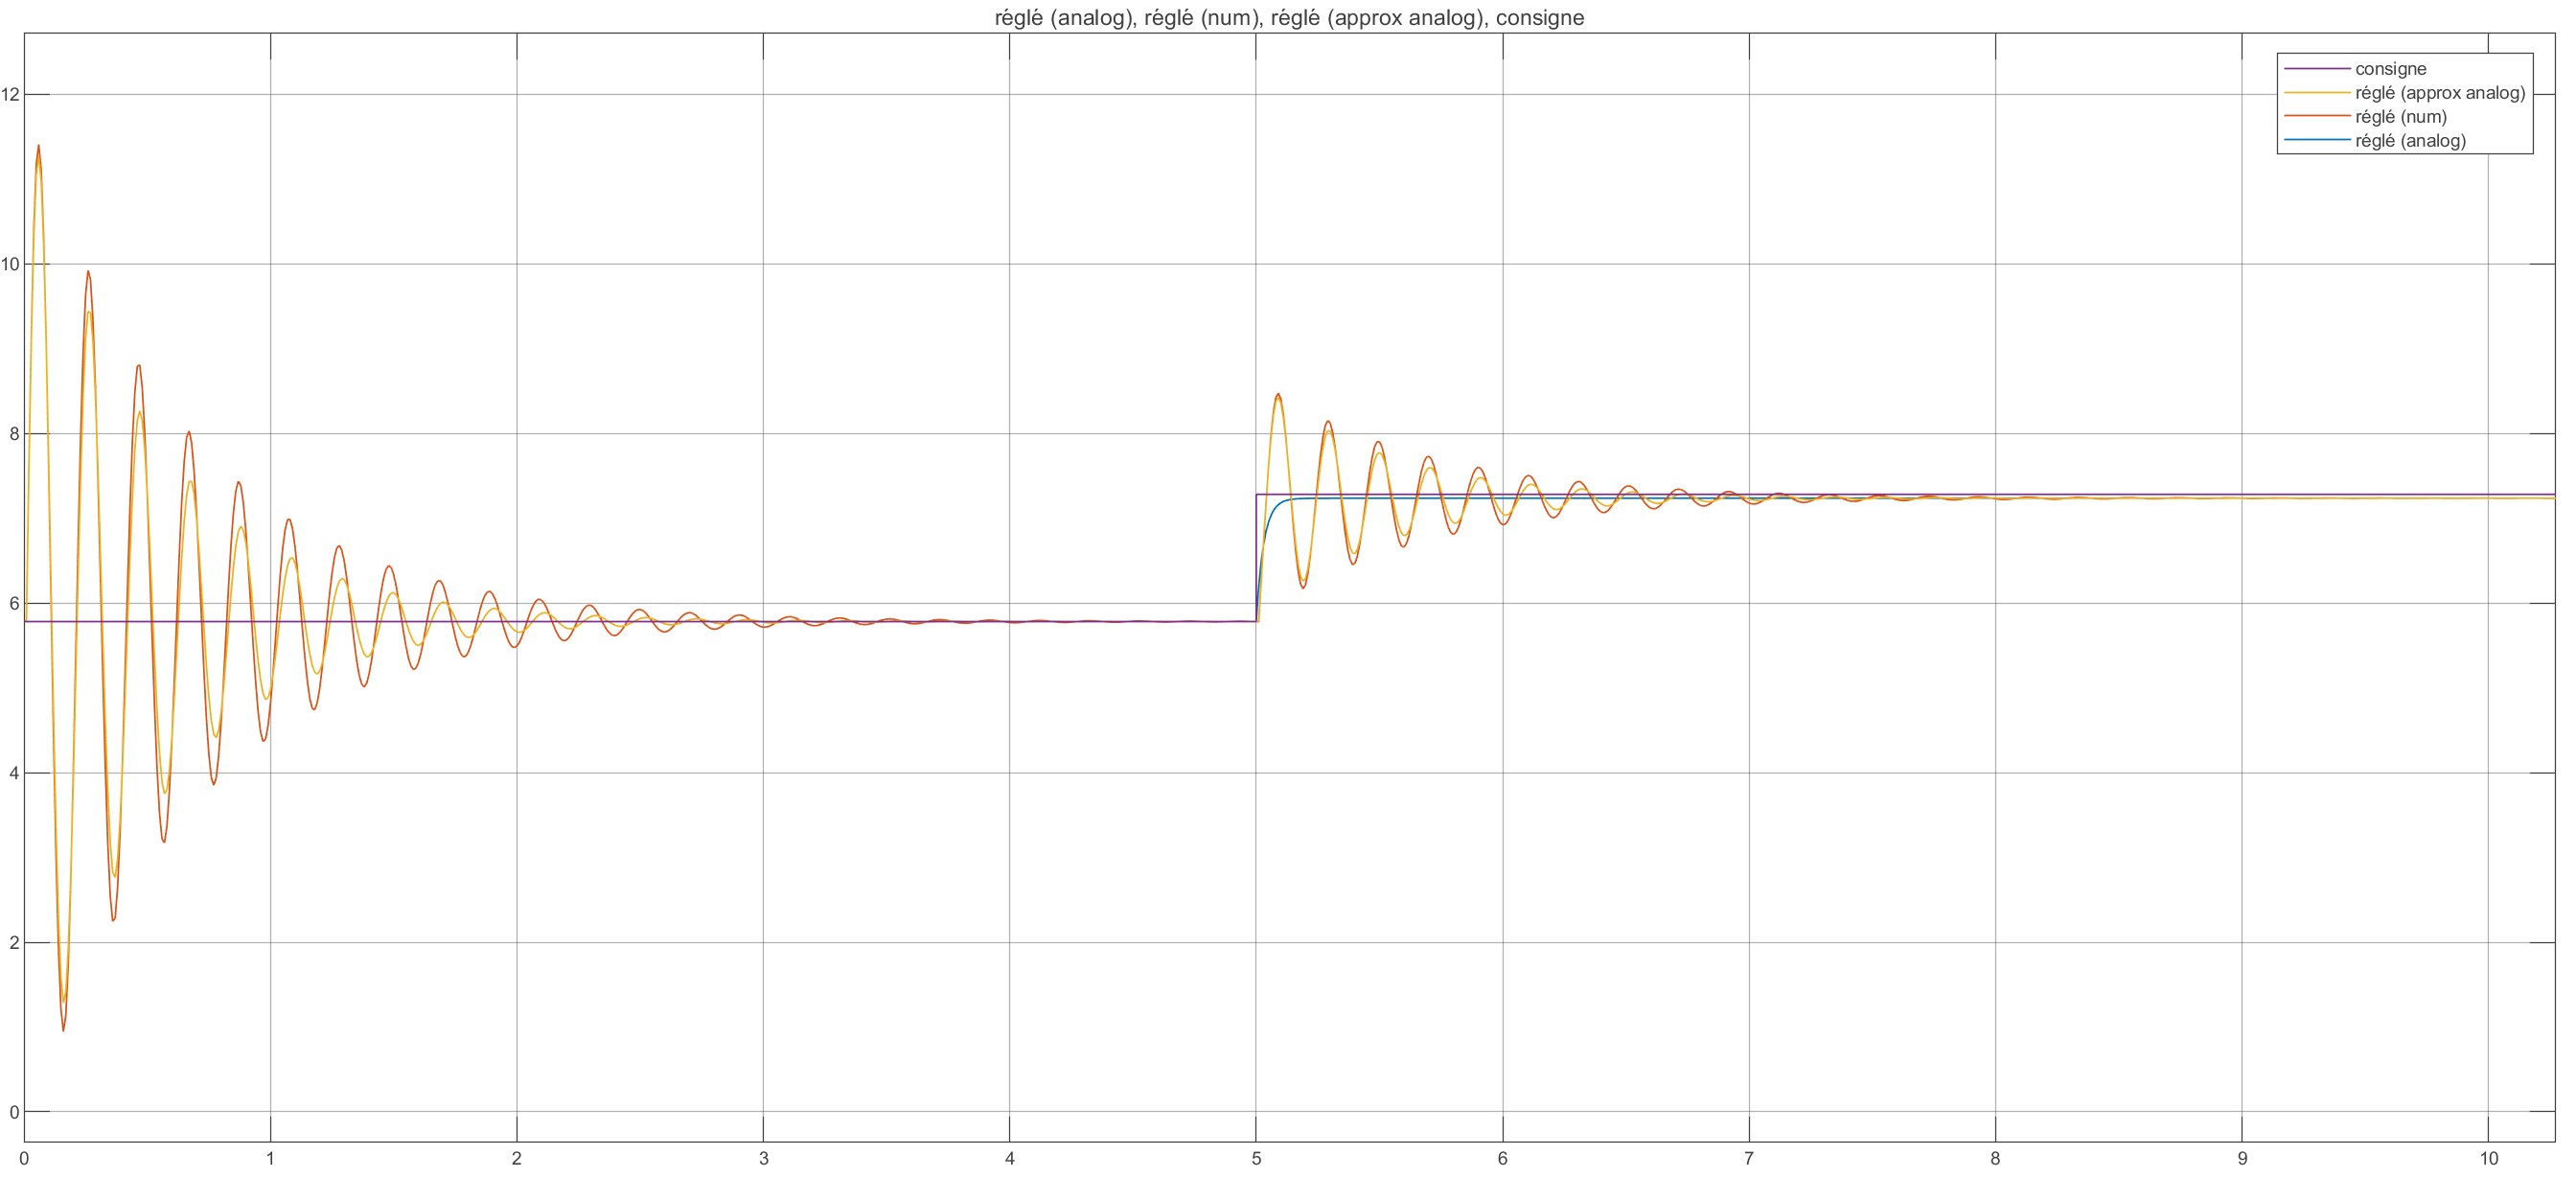 réglé (analog), réglé (num), réglé (approx analog), consigne
consigne
réglé (approx analog)
réglé (num)
réglé (analog)
12
10
8
6
4
2
0
0 1 2 3 4 5 6 7 8 9 10